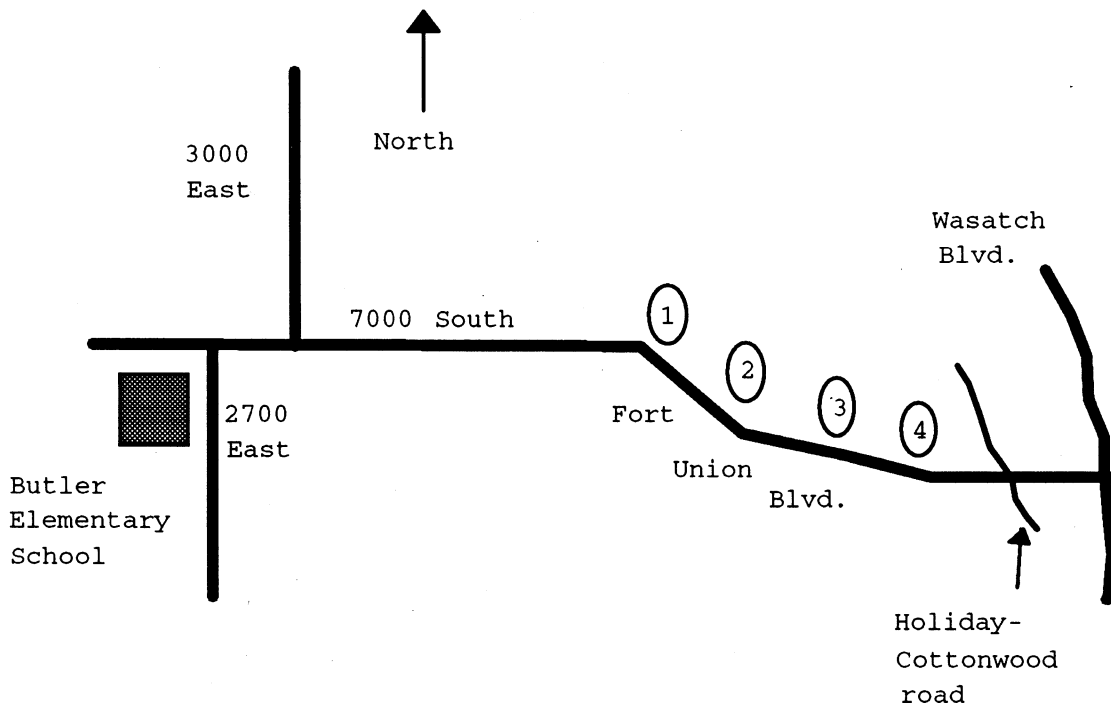 North
3000
East
Wasatch
Blvd.
7000 South
1
2
3
4
2700
East
Fort
Union
Blvd.
Butler
Elementary
School
Holiday-
Cottonwood
road